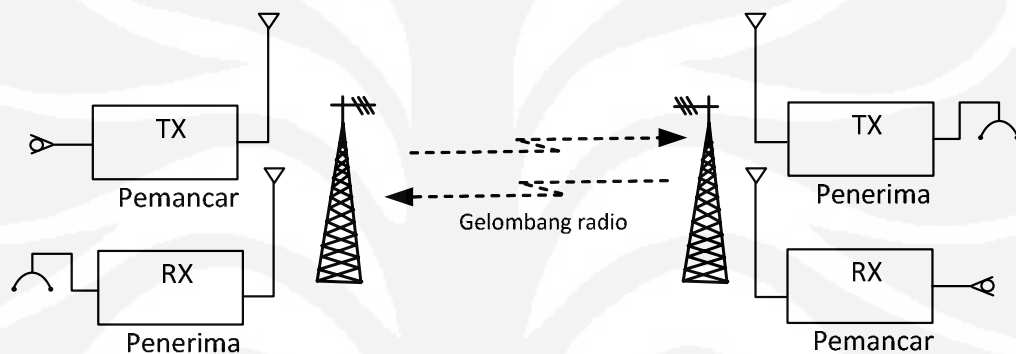 TX
Pemancar
RX
Penerima
Gelombang radio
TX
Penerima
RX
Pemancar